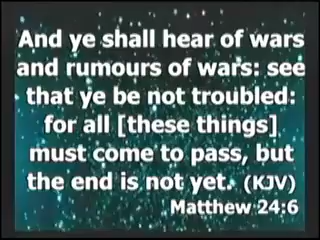 And ye shall hear of wars
and rumours of wars: see
that ye be not troubled:
for all [these things]
must come to pass, but
the end is not yet. (KJV)
Matthew 24:6